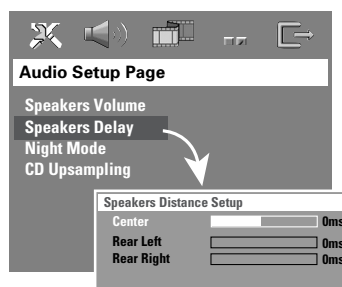 Audio Setup Page
Speakers Volume
Speakers Delay
Night Mode
CD Upsampling
Speakers Distance Setup
Center 0ms
Rear Left 0ms
Rear Right 0ms